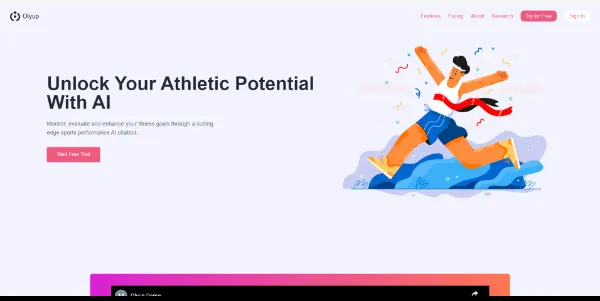 Olyup
Features Pricing About Research Try for Free Sign In
Unlock Your Athletic Potential
With AI
Monitor, evaluate and enhance your fitness goals through a cutting
edge sports performance AI chatbot.
Start Free Trial
Olyup Demo